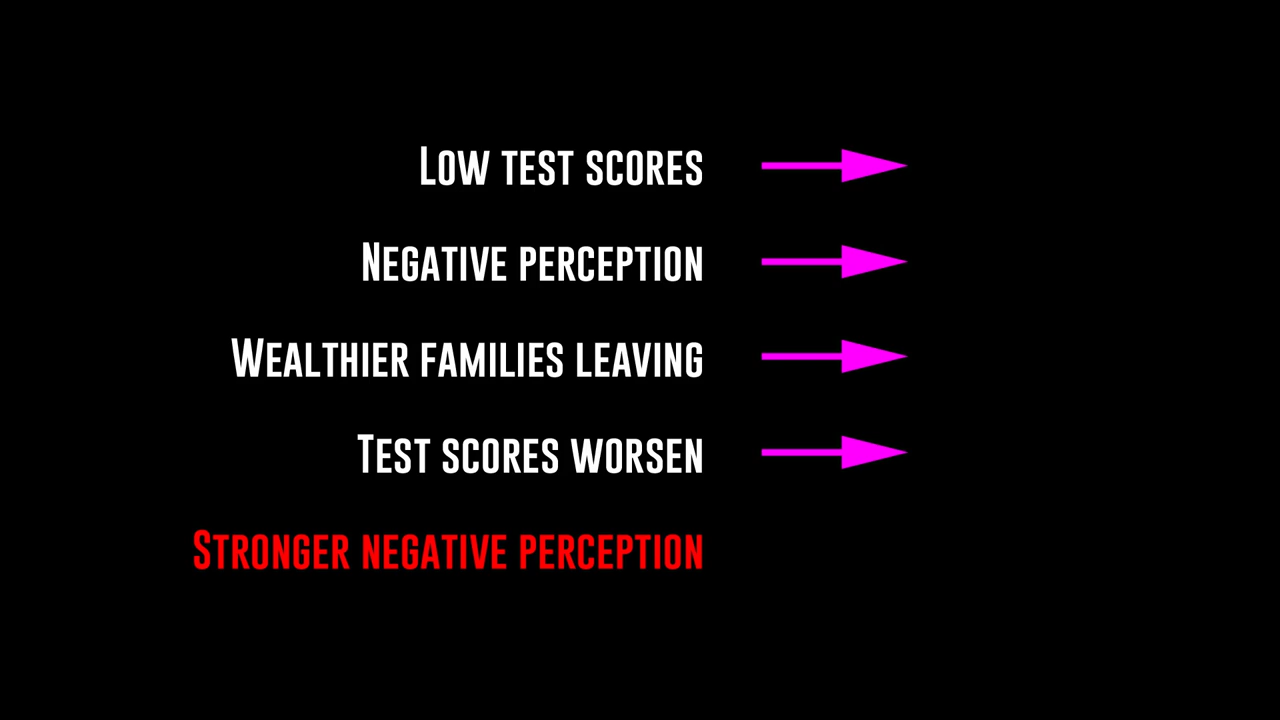 Low test scores
Negative perception
Wealthier families leaving
Test scores worsen
Stronger negative perception